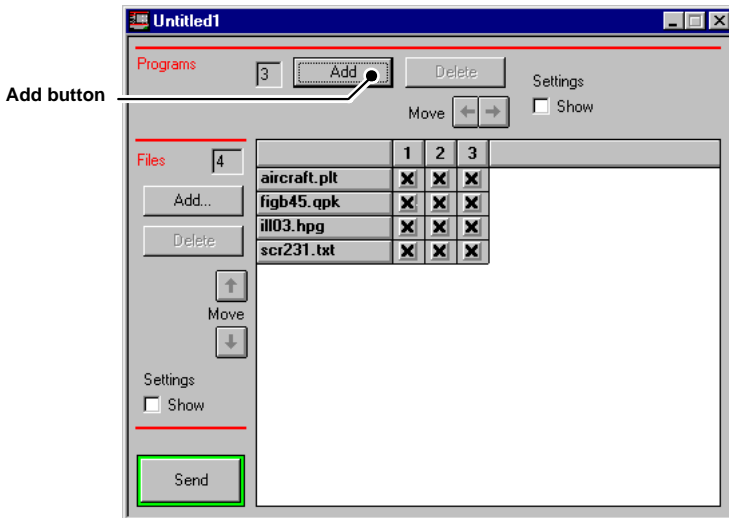 Untitled1
Programs 3 Add Delete
Settings
Add button
Move Show
Files 4
1 2 3
aircraft.plt
Add... figb45.qpk
ill03.hpg
Delete scr231.txt
Move
Settings
Show
Send